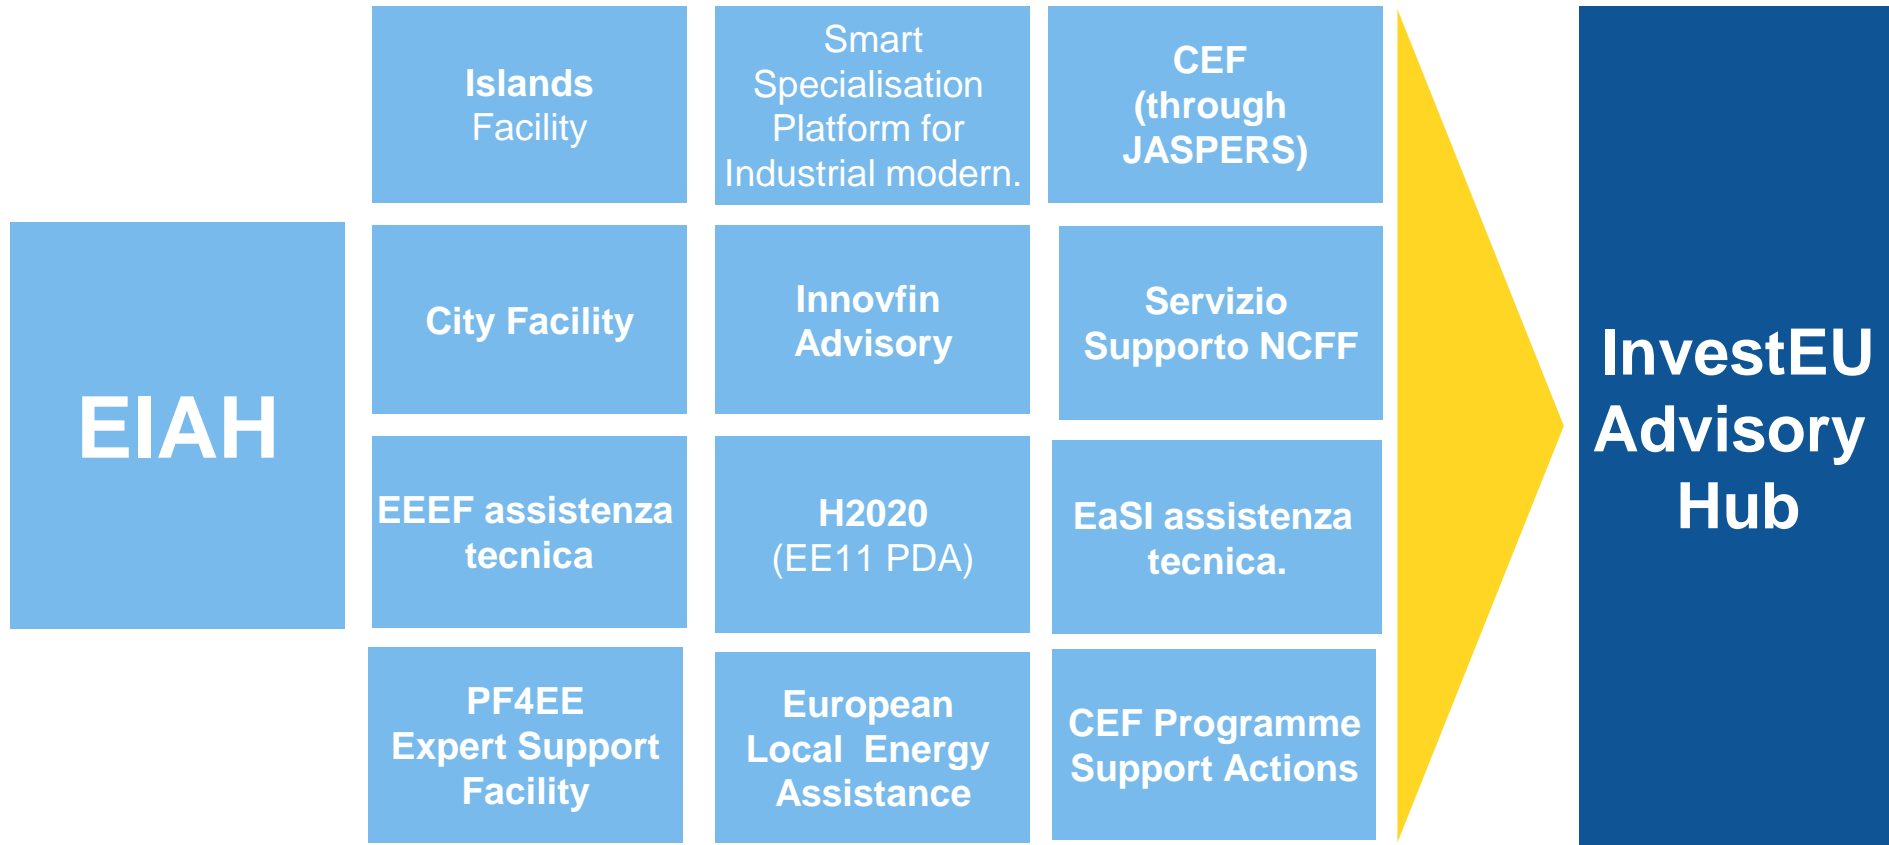 EIAH
Islands
Facility
Smart
Specialisation
Platform for
Industrial modern.
CEF
(through
JASPERS)
City Facility
Innovfin
Advisory
Servizio
Supporto NCFF
EEEF assistenza
tecnica
H2020
(EE11 PDA)
EaSI assistenza
tecnica.
PF4EE
Expert Support
Facility
European
Local Energy
Assistance
CEF Programme
Support Actions
InvestEU
Advisory
Hub